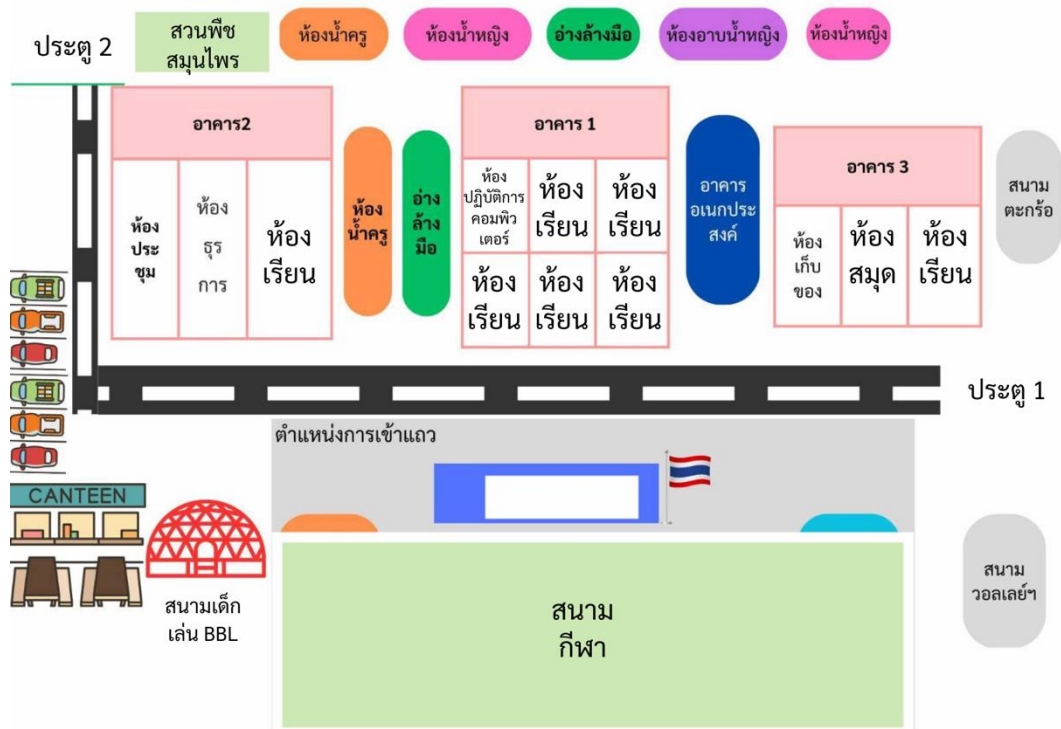 ประตู 2
สวนพืช
สมุนไพร
ห้องน้ำครู
ห้องน้ำหญิง
อ่างล้างมือ
ห้องอาบน้ำหญิง
ห้องน้ำหญิง
อาคาร2
ห้อง
ประ
ชุม
ห้อง
ธุร
การ
ห้อง
เรียน
ห้อง
น้ำครู
อ่าง
ล้าง
มือ
อาคาร 1
ห้อง
ปฏิบัติการ
คอมพิว
เตอร์
ห้อง
เรียน
ห้อง
เรียน
ห้อง
เรียน
ห้อง
เรียน
ห้อง
เรียน
อาคาร
อเนกประ
สงค์
อาคาร 3
ห้อง
เก็บ
ของ
ห้อง
สมุด
ห้อง
เรียน
สนาม
ตะกร้อ
ประตู 1
ตำแหน่งการเข้าแถว
CANTEEN
สนามเด็ก
เล่น BBL
สนาม
กีฬา
สนาม
วอลเลย์ฯ